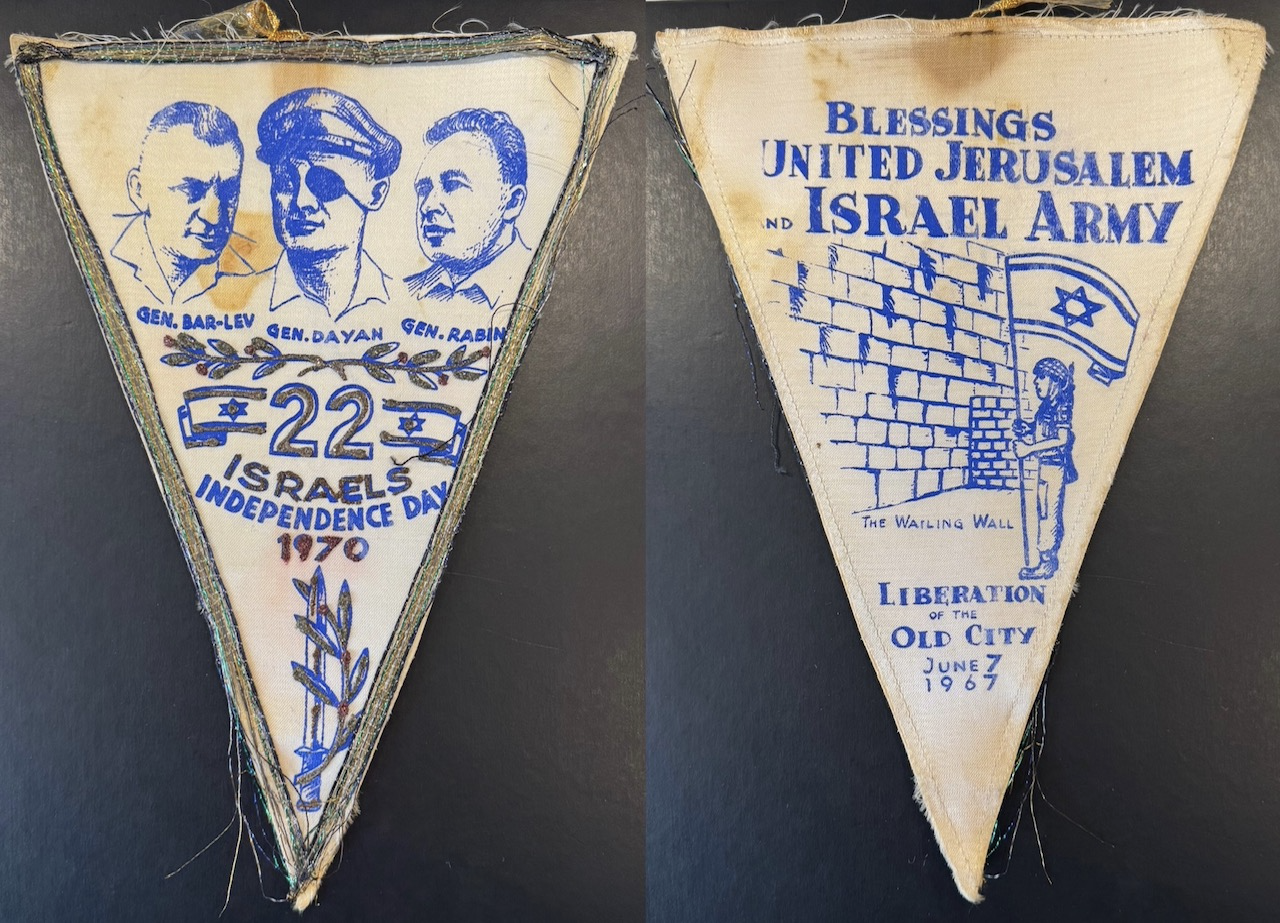 GEN. BAR-LEV
GEN. DAYAN
GEN. RABIN
22
ISRAELS
INDEPENDENCE DAY
1970
BLESSINGS
UNITED JERUSALEM
ND ISRAEL ARMY
THE WAILING WALL
LIBERATION
OF THE
OLD CITY
JUNE 7
1967